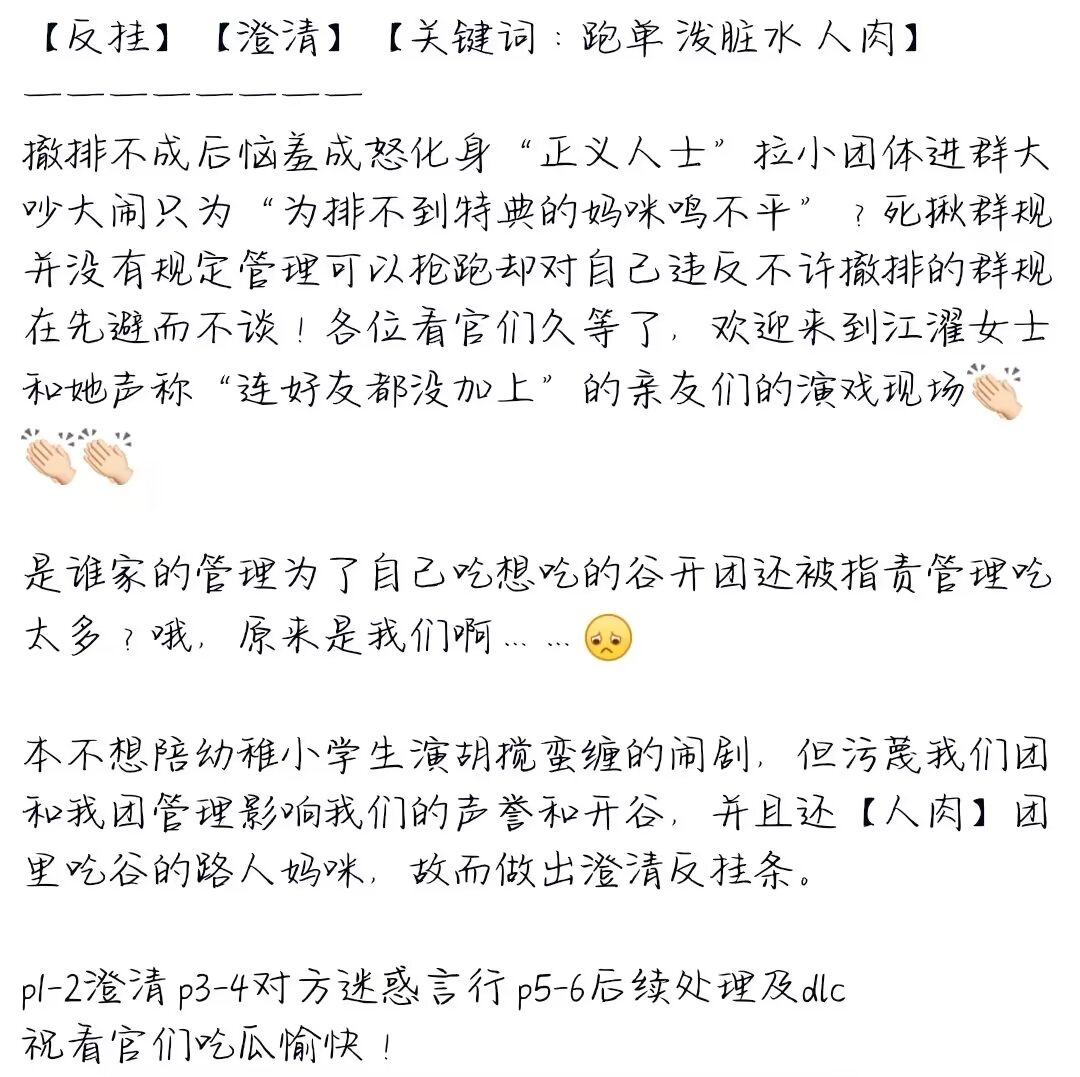 【反挂】【澄清】【关键词：跑单 泼脏水 人肉】
————————
撤排不成后恼羞成怒化身“正义人士”拉小团体进群大
吵大闹只为“为排不到特典的妈咪鸣不平”？死揪群规
并没有规定管理可以抢跑却对自己违反不许撤排的群规
在先避而不谈！各位看官们久等了，欢迎来到江濯女士
和她声称“连好友都没加上”的亲友们的演戏现场👏🏻
👏🏻👏🏻
是谁家的管理为了自己吃想吃的谷开团还被指责管理吃
太多？哦，原来是我们啊……😞
本不想陪幼稚小学生演胡搅蛮缠的闹剧，但污蔑我们团
和我团管理影响我们的声誉和开谷，并且还【人肉】团
里吃谷的路人妈咪，故而做出澄清反挂条。
p1-2澄清 p3-4对方迷惑言行 p5-6后续处理及dlc
祝看官们吃瓜愉快！